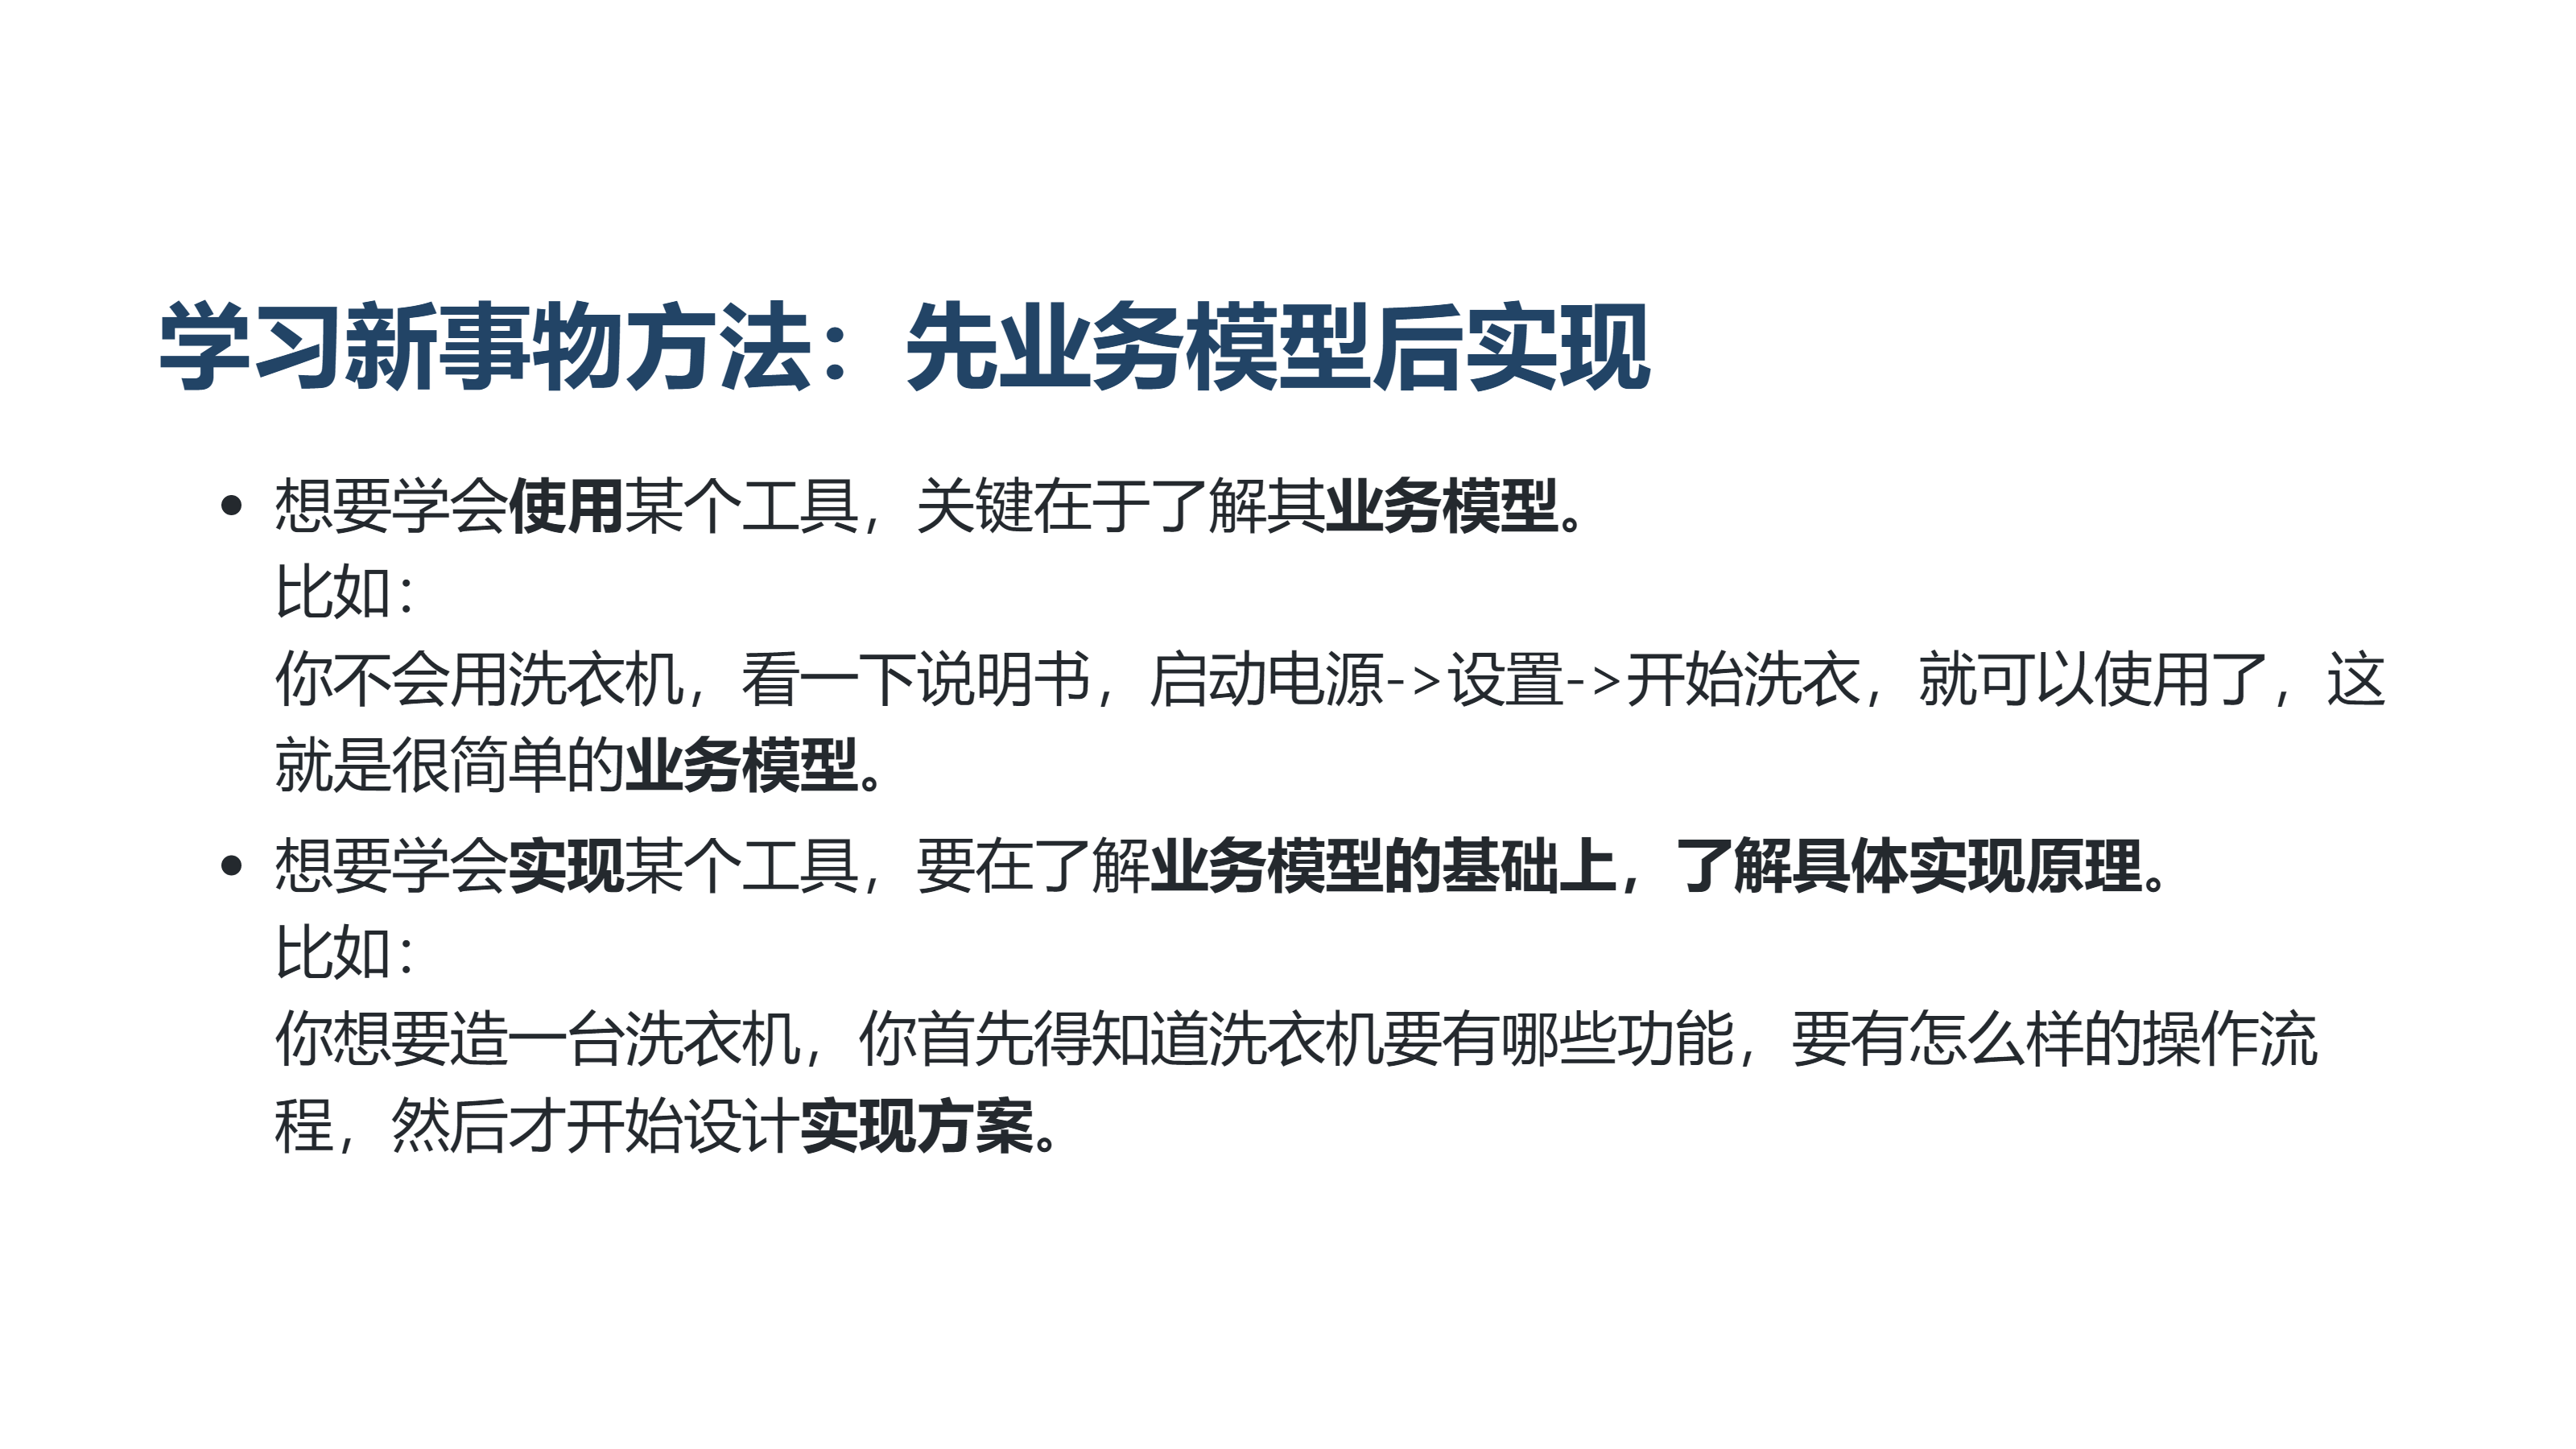 学习新事物方法：先业务模型后实现
想要学会使用某个工具，关键在于了解其业务模型。
比如：
你不会用洗衣机，看一下说明书，启动电源->设置->开始洗衣，就可以使用了，这
就是很简单的业务模型。
想要学会实现某个工具，要在了解业务模型的基础上，了解具体实现原理。
比如：
你想要造一台洗衣机，你首先得知道洗衣机要有哪些功能，要有怎么样的操作流
程，然后才开始设计实现方案。